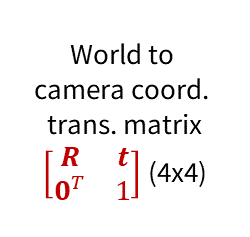 World to
camera coord.
trans. matrix
[R t
0ᵀ 1] (4x4)